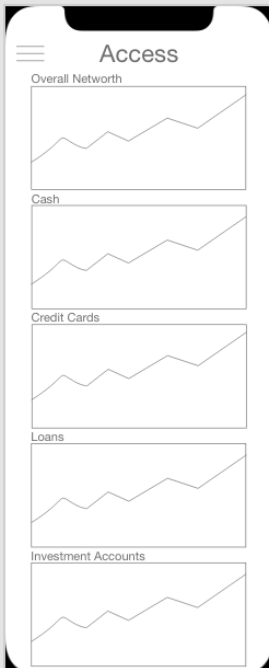 Access
Overall Networth
Cash
Credit Cards
Loans
Investment Accounts